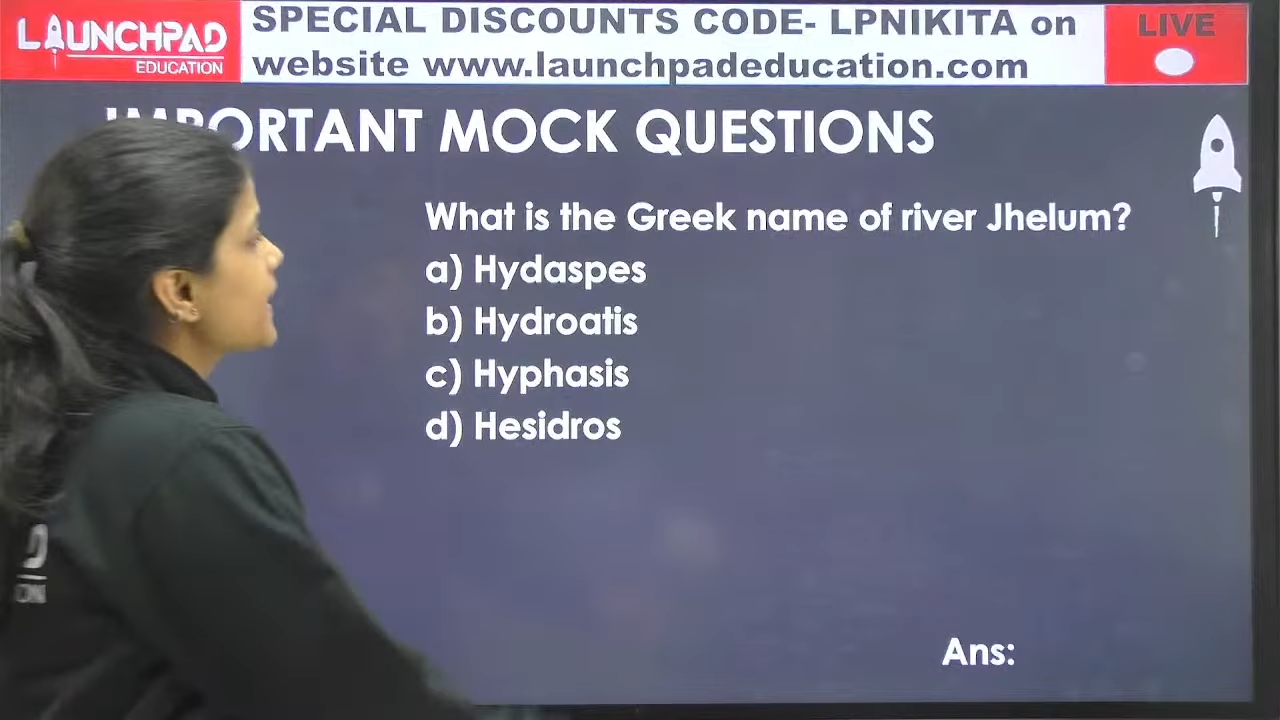 LAUNCHPAD
EDUCATION
SPECIAL DISCOUNTS CODE- LPNIKITA on
website www.launchpadeducation.com
LIVE
IMPORTANT MOCK QUESTIONS
What is the Greek name of river Jhelum?
a) Hydaspes
b) Hydroatis
c) Hyphasis
d) Hesidros
Ans: